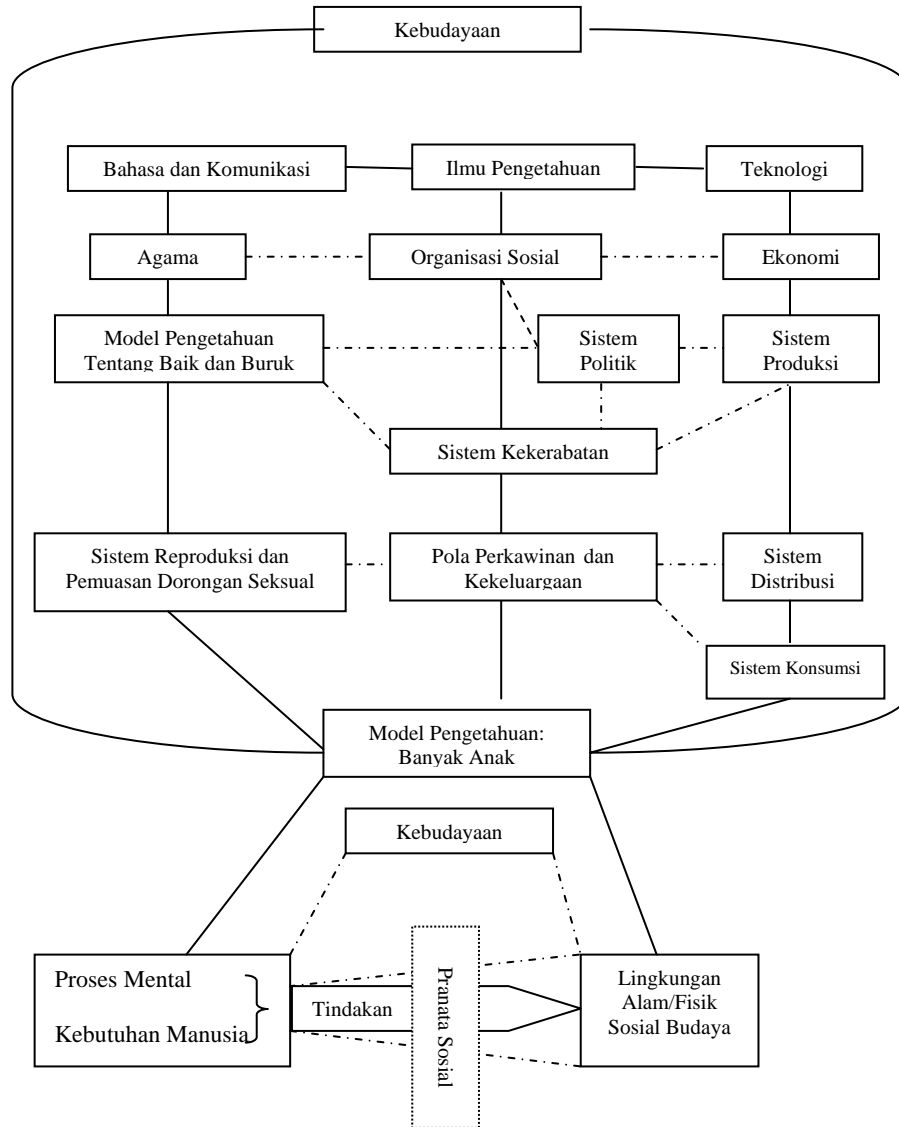 Kebudayaan
Bahasa dan Komunikasi
Ilmu Pengetahuan
Teknologi
Agama
Organisasi Sosial
Ekonomi
Model Pengetahuan
Tentang Baik dan Buruk
Sistem
Politik
Sistem
Produksi
Sistem Kekerabatan
Sistem Reproduksi dan
Pemuasan Dorongan Seksual
Pola Perkawinan dan
Kekeluargaan
Sistem
Distribusi
Sistem Konsumsi
Model Pengetahuan:
Banyak Anak
Kebudayaan
Proses Mental
Kebutuhan Manusia
Tindakan
Pranata Sosial
Lingkungan
Alam/Fisik
Sosial Budaya